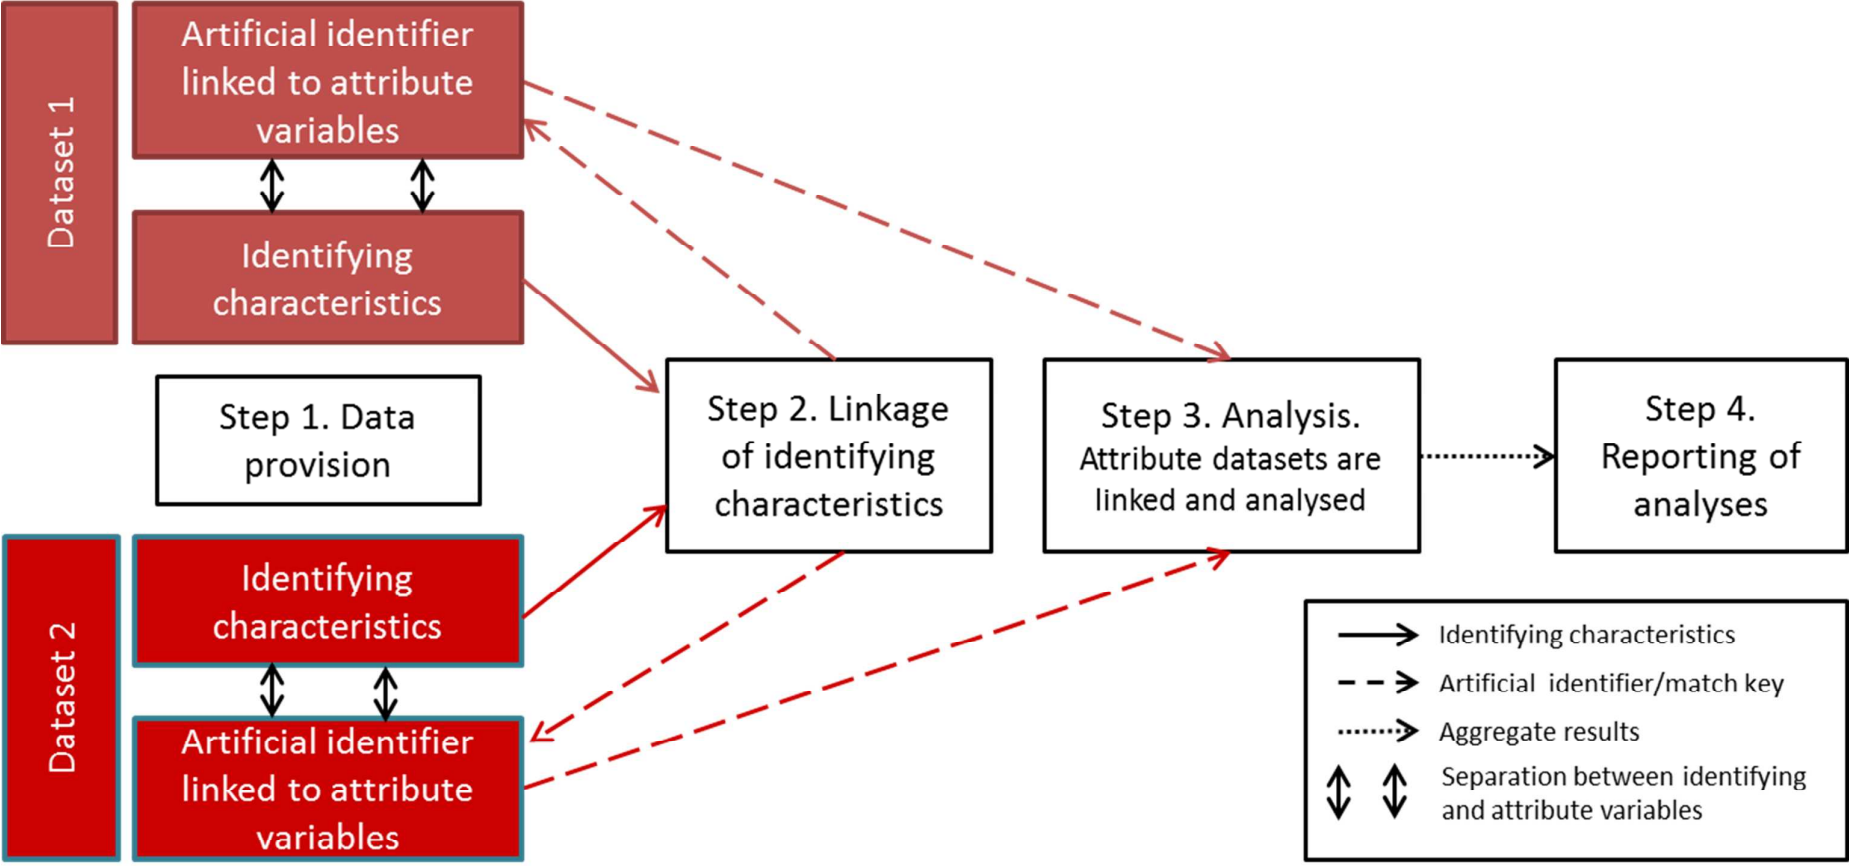 Dataset 1
Artificial identifier
linked to attribute
variables
Identifying
characteristics
Step 1. Data
provision
Dataset 2
Identifying
characteristics
Artificial identifier
linked to attribute
variables
Step 2. Linkage
of identifying
characteristics
Step 3. Analysis.
Attribute datasets are
linked and analysed
Step 4.
Reporting of
analyses
Identifying characteristics
Artificial identifier/match key
Aggregate results
Separation between identifying
and attribute variables